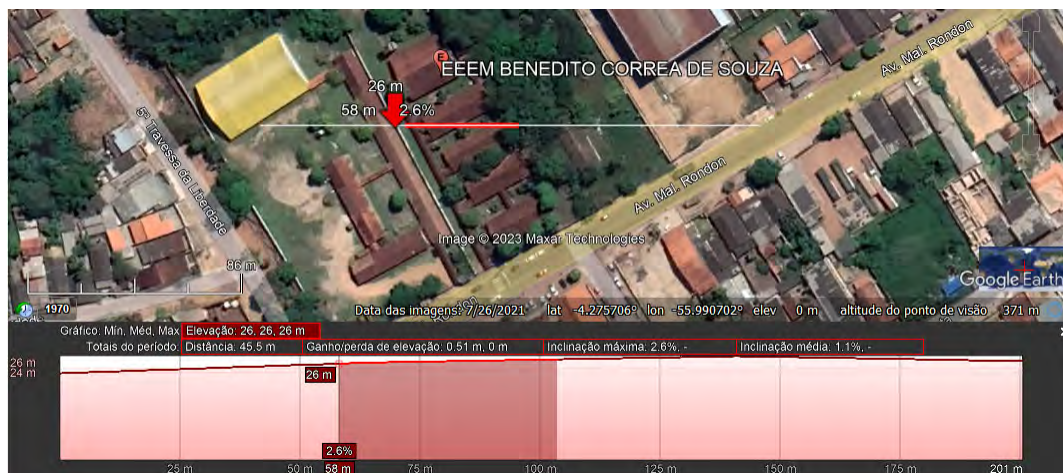 Av. Mal. Rondon
EEEM BENEDITO CORREA DE SOUZA
26 m
58 m 2.6%
5ª Travessa da Liberdade
Av. Mal. Rondon
Image © 2023 Maxar Technologies
86 m
Rondon
Google Earth
1970
Data das imagens: 7/26/2021 lat -4.275706° lon -55.990702° elev 0 m altitude do ponto de visão 371 m
Gráfico: Mín, Méd, Max Elevação: 26, 26, 26 m
Totais do período: Distância: 45.5 m Ganho/perda de elevação: 0.51 m, 0 m Inclinação máxima: 2.6%, - Inclinação média: 1.1%, -
26 m
24 m
26 m
2.6%
25 m 50 m 58 m 75 m 100 m 125 m 150 m 175 m 201 m